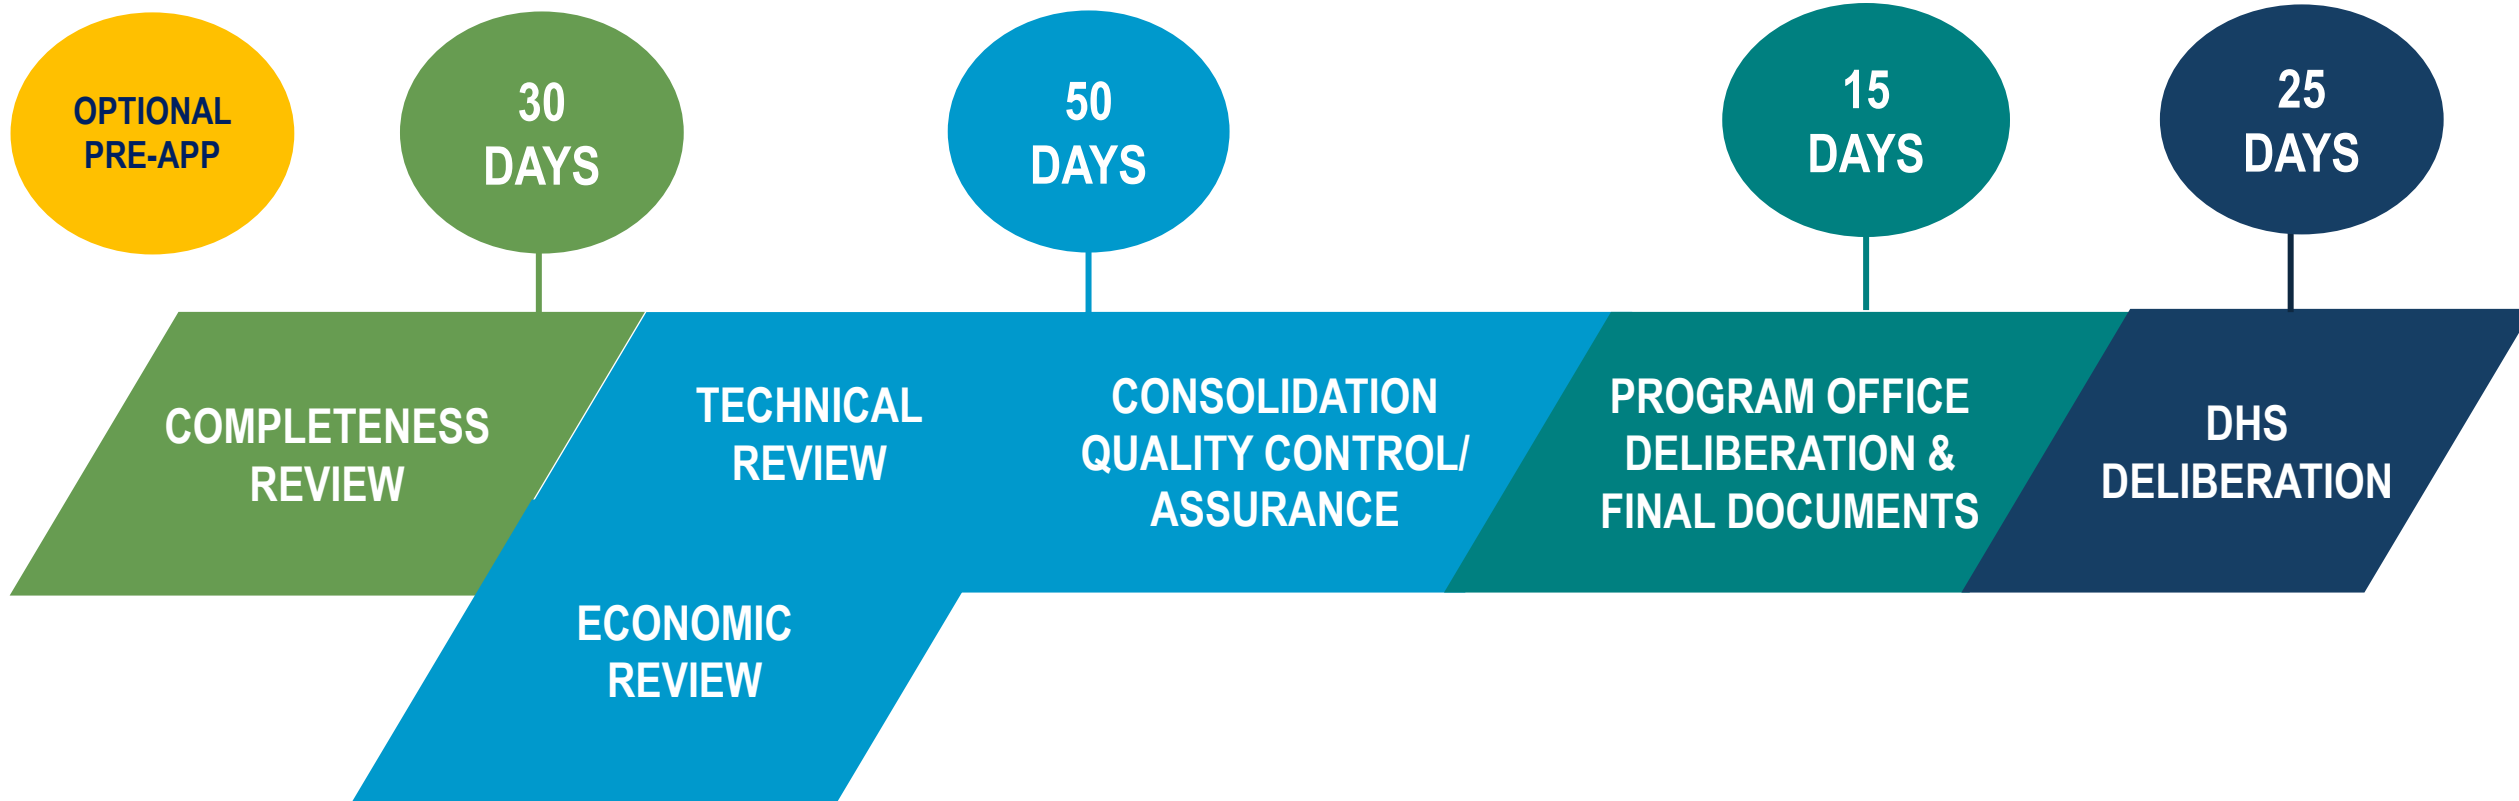 OPTIONAL
PRE-APP
30
DAYS
50
DAYS
15
DAYS
25
DAYS
COMPLETENESS
REVIEW
TECHNICAL
REVIEW
ECONOMIC
REVIEW
CONSOLIDATION
QUALITY CONTROL/
ASSURANCE
PROGRAM OFFICE
DELIBERATION &
FINAL DOCUMENTS
DHS
DELIBERATION